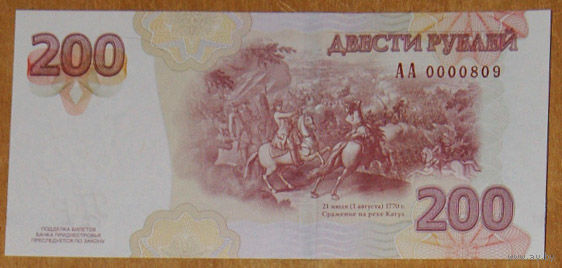 200
ДВЕСТИ РУБЛЕЙ
АА 0000809
21 июля (1 августа) 1770 г.
Сражение на реке Кагул
200
ПОДДЕЛКА БИЛЕТОВ
БАНКА ПРИДНЕСТРОВЬЯ
ПРЕСЛЕДУЕТСЯ ПО ЗАКОНУ